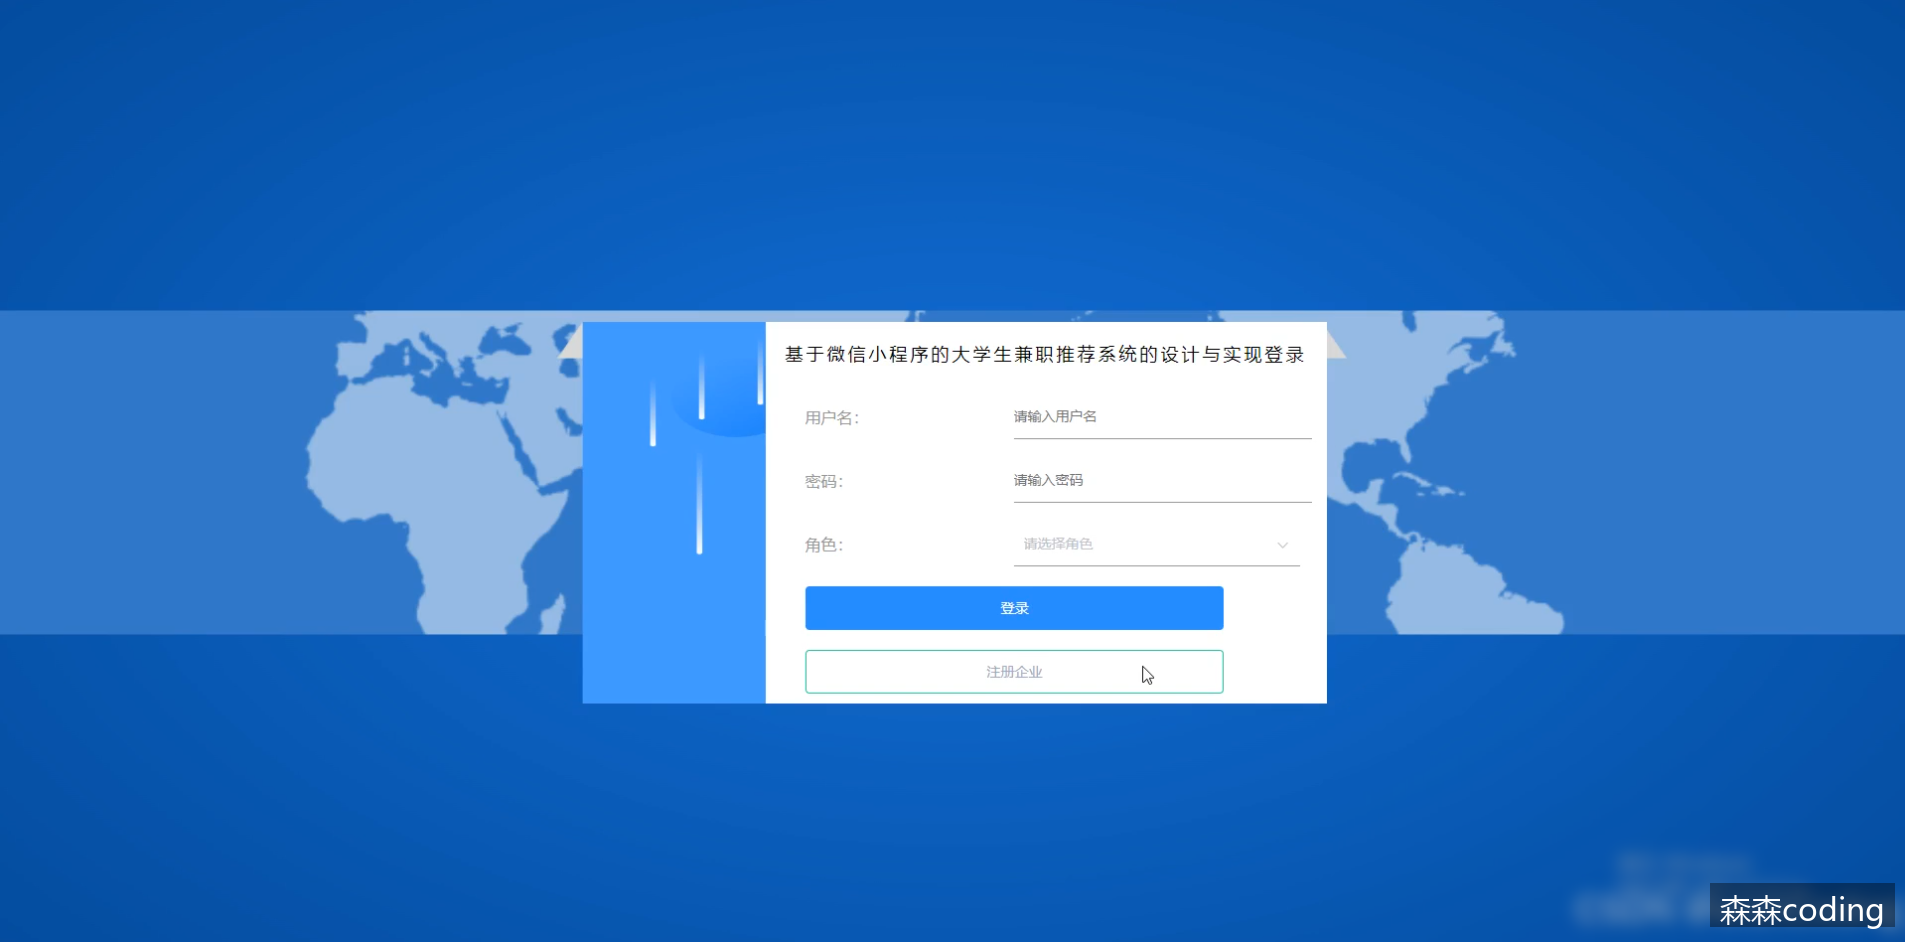 基于微信小程序的大学生兼职推荐系统的设计与实现登录
用户名：
请输入用户名
密码：
请输入密码
角色：
请选择角色
登录
注册企业
森森coding